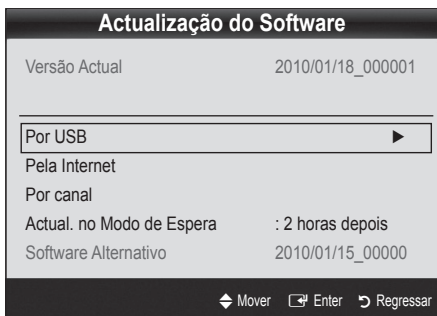 Actualização do Software
Versão Actual 2010/01/18_000001
Por USB
Pela Internet
Por canal
Actual. no Modo de Espera : 2 horas depois
Software Alternativo 2010/01/15_00000
Mover Enter Regressar